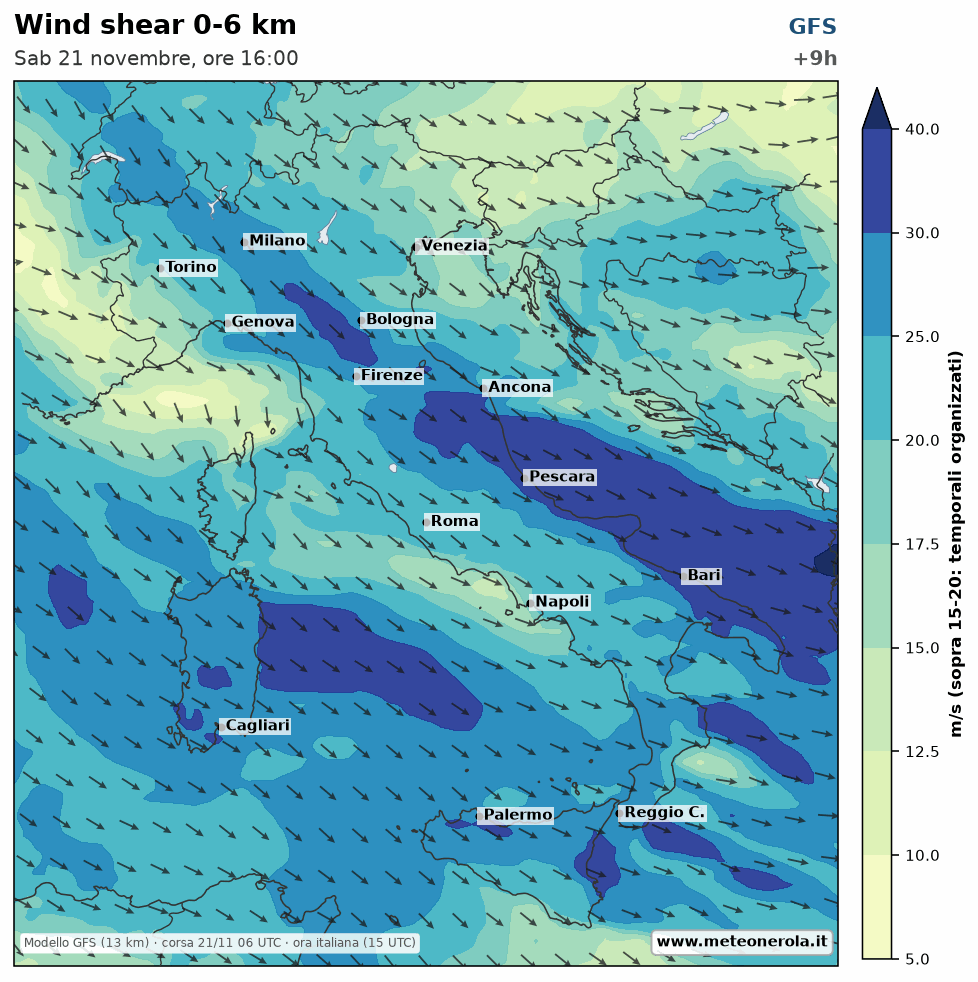 Wind shear 0-6 km
GFS
Sab 21 novembre, ore 16:00
+9h
Milano
Venezia
Torino
Genova
Bologna
Firenze
Ancona
Pescara
Roma
Bari
Napoli
Cagliari
Palermo
Reggio C.
40.0
30.0
25.0
20.0
17.5
15.0
12.5
10.0
5.0
m/s (sopra 15-20: temporali organizzati)
Modello GFS (13 km) · corsa 21/11 06 UTC · ora italiana (15 UTC)
www.meteonerola.it